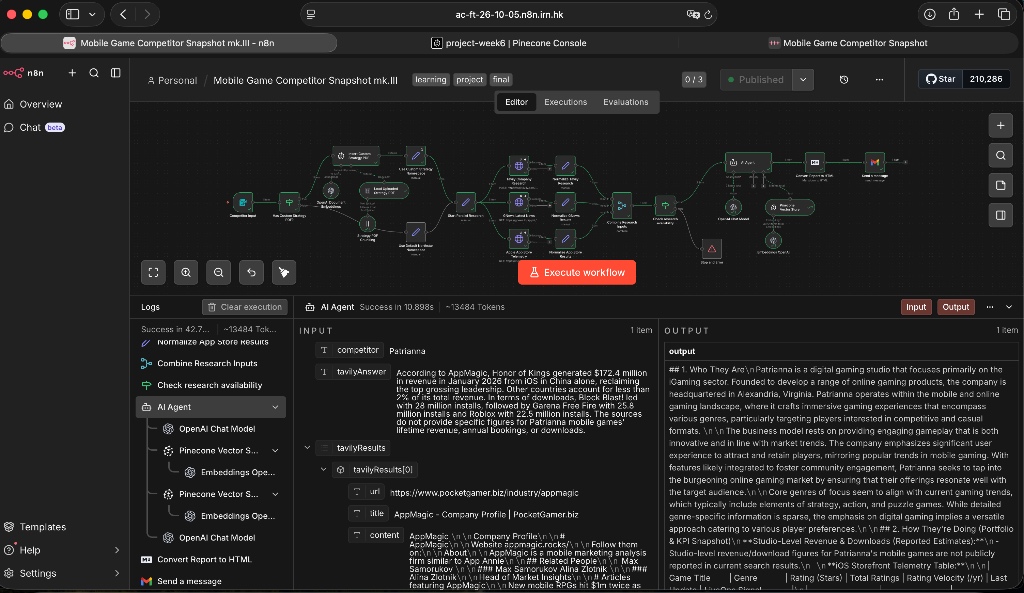 ac-ft-26-10-05.n8n.irn.hk
Mobile Game Competitor Snapshot mk.III - n8n
project-week6 | Pinecone Console
Mobile Game Competitor Snapshot
n8n
Personal / Mobile Game Competitor Snapshot mk.III
learning project final
0 / 3
Published
Star 210,286
Overview
Chat beta
Editor Executions Evaluations
Execute workflow
Templates
Help
Settings
Logs
Clear execution
Success in 42.7... ~13484 Tok...
Normalize App Store Results
Combine Research Inputs
Check research availability
AI Agent
OpenAI Chat Model
Pinecone Vector S...
Embeddings Ope...
Pinecone Vector S...
Embeddings Ope...
OpenAI Chat Model
Convert Report to HTML
Send a message
AI Agent Success in 10.898s ~13484 Tokens
Input Output
INPUT 1 item
T competitor Patrianna
T tavilyAnswer
According to AppMagic, Honor of Kings generated $172.4 million
in revenue in January 2026 from iOS in China alone, reclaiming
the top grossing leadership. Other countries account for less than
2% of its total revenue. In terms of downloads, Block Blast! led
with 28 million installs, followed by Garena Free Fire with 25.8
million installs and Roblox with 22.5 million installs. The sources
do not provide specific figures for Patrianna mobile games'
lifetime revenue, annual bookings, or downloads.
tavilyResults
tavilyResults[0]
T url https://www.pocketgamer.biz/industry/appmagic
T title AppMagic - Company Profile | PocketGamer.biz
T content
AppMagic \n \n Company Profile\n \n #
AppMagic\n \n Website appmagic.rocks/\n \n Follow them
on:\n \n About\n \n AppMagic is a mobile marketing analysis
firm similar to App Annie\n \n ## Related People\n \n Max
Samorukov \n \n ### Max Samorukov Alina Zlotnik \n \n ###
Alina Zlotnik\n \n Head of Market Insights\n \n # Articles
featuring AppMagic\n \n New mobile RPGs hit $1m twice as
OUTPUT 1 item
output
## 1. Who They Are\n Patrianna is a digital gaming studio that focuses primarily on the
iGaming sector. Founded to develop a range of online gaming products, the company is
headquartered in Alexandria, Virginia. Patrianna operates within the mobile and online
gaming landscape, where it crafts immersive gaming experiences that encompass
various genres, particularly targeting players interested in competitive and casual
formats. \n \n The business model rests on providing engaging gameplay that is both
innovative and in line with market trends. The company emphasizes significant user
experience to attract and retain players, mirroring popular trends in mobile gaming. With
features likely integrated to foster community engagement, Patrianna seeks to tap into
the burgeoning online gaming market by ensuring that their offerings resonate well with
the target audience.\n \n Core genres of focus seem to align with current gaming trends,
which typically include elements of strategy, action, and puzzle games. While detailed
genre-specific information is sparse, the emphasis on digital gaming implies a versatile
approach catering to various player preferences. \n \n ## 2. How They're Doing (Portfolio
& KPI Snapshot)\n **Studio-Level Revenue & Downloads (Reported Estimates):**\n -
Studio-level revenue/download figures for Patrianna's mobile games are not publicly
reported in current search results.\n \n **iOS Storefront Telemetry Table:**\n \n |
Game Title | Genre | Rating (Stars) | Total Ratings | Rating Velocity (/yr) | Last